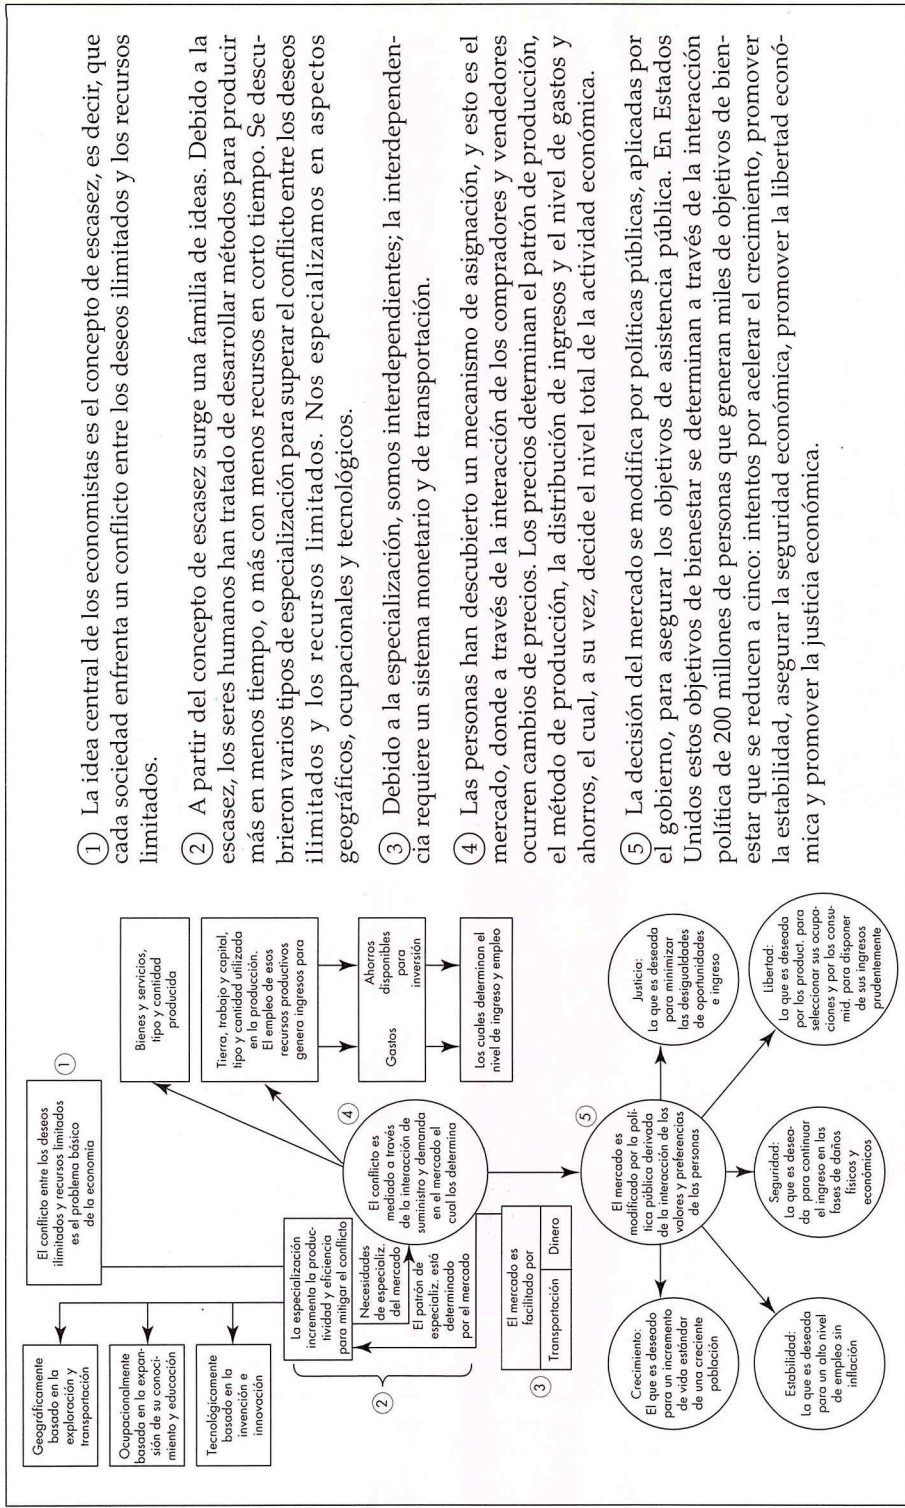 ① La idea central de los economistas es el concepto de escasez, es decir, que
cada sociedad enfrenta un conflicto entre los deseos ilimitados y los recursos
limitados.
② A partir del concepto de escasez surge una familia de ideas. Debido a la
escasez, los seres humanos han tratado de desarrollar métodos para producir
más en menos tiempo, o más con menos recursos en corto tiempo. Se descu-
brieron varios tipos de especialización para superar el conflicto entre los deseos
ilimitados y los recursos limitados. Nos especializamos en aspectos
geográficos, ocupacionales y tecnológicos.
③ Debido a la especialización, somos interdependientes; la interdependen-
cia requiere un sistema monetario y de transportación.
④ Las personas han descubierto un mecanismo de asignación, y esto es el
mercado, donde a través de la interacción de los compradores y vendedores
ocurren cambios de precios. Los precios determinan el patrón de producción,
el método de producción, la distribución de ingresos y el nivel de gastos y
ahorros, el cual, a su vez, decide el nivel total de la actividad económica.
⑤ La decisión del mercado se modifica por políticas públicas, aplicadas por
el gobierno, para asegurar los objetivos de asistencia pública. En Estados
Unidos estos objetivos de bienestar se determinan a través de la interacción
política de 200 millones de personas que generan miles de objetivos de bien-
estar que se reducen a cinco: intentos por acelerar el crecimiento, promover
la estabilidad, asegurar la seguridad económica, promover la libertad econó-
mica y promover la justicia económica.
Geográficamente
basado en la
exploración y
transportación
Ocupacionalmente
basada en la expan-
sión de su conoci-
miento y educación
Tecnológicamente
basado en la
invención e
innovación
El conflicto entre los deseos
ilimitados y recursos limitados
es el problema básico
de la economía
①
La especialización
incrementa la produc-
tividad y eficiencia
para mitigar el conflicto
Necesidades
de especializ.
del mercado
El patrón de
especializ. está
determinado
por el mercado
②
El mercado es
facilitado por
Transportación
Dinero
③
④
El conflicto es
mediado a través
de la interacción de
suministro y demanda
en el mercado el
cual los determina
Bienes y servicios,
tipo y cantidad
producida
Tierra, trabajo y capital,
tipo y cantidad utilizada
en la producción.
El empleo de esos
recursos productivos
genera ingresos para
Gastos
Ahorros
disponibles
para
inversión
Los cuales determinan el
nivel de ingreso y empleo
⑤
El mercado es
modificado por la polí-
tica pública derivada
de la interacción de los
valores y preferencias
de las personas
Crecimiento:
El que es deseado
para un incremento
de vida estándar
de una creciente
población
Estabilidad:
La que es deseada
para un alto nivel
de empleo sin
inflación
Seguridad:
La que es desea-
da para continuar
el ingreso en las
fases de daños
físicos y
económicos
Libertad:
La que es deseada
por los product. para
seleccionar sus ocupa-
ciones y por los consu-
mid. para disponer
de sus ingresos
prudentemente
Justicia:
La que es deseada
para minimizar
las desigualdades
de oportunidades
e ingreso